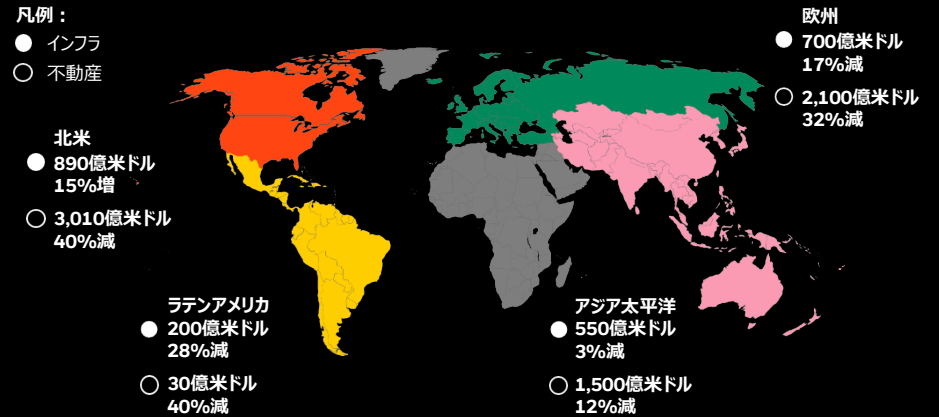 凡例：
インフラ
不動産
北米
890億米ドル
15%増
3,010億米ドル
40%減
欧州
700億米ドル
17%減
2,100億米ドル
32%減
ラテンアメリカ
200億米ドル
28%減
30億米ドル
40%減
アジア太平洋
550億米ドル
3%減
1,500億米ドル
12%減